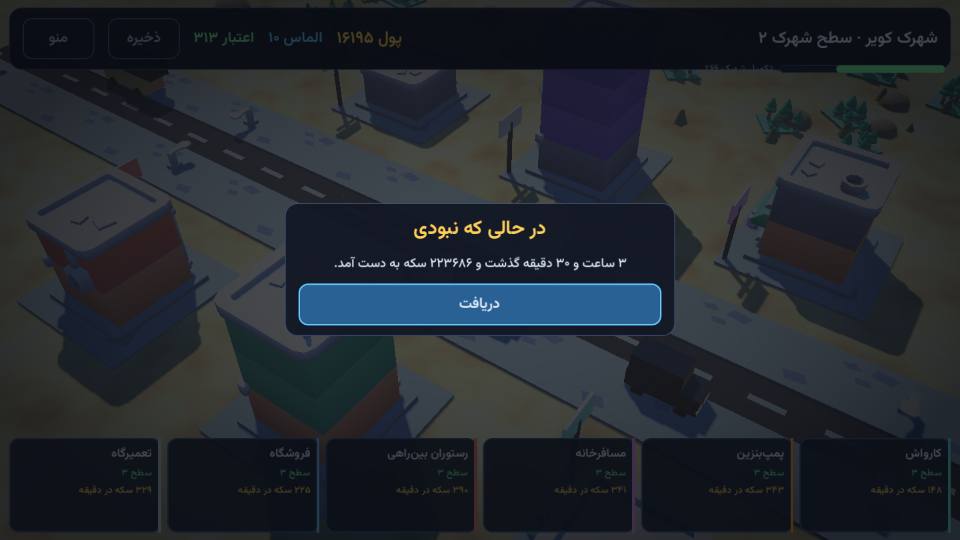 شهرک کویر · سطح شهرک ۲
پول ۱۶۱۹۵
الماس ۱۰
اعتبار ۳۱۳
ذخیره
منو
در حالی که نبودی
۳ ساعت و ۳۰ دقیقه گذشت و ۲۲۳۶۸۶ سکه به دست آمد.
دریافت
کارواش
سطح ۳
۱۴۸ سکه در دقیقه
پمپ‌بنزین
سطح ۳
۳۴۳ سکه در دقیقه
مسافرخانه
سطح ۳
۳۴۱ سکه در دقیقه
رستوران بین‌راهی
سطح ۳
۳۹۰ سکه در دقیقه
فروشگاه
سطح ۳
۲۲۵ سکه در دقیقه
تعمیرگاه
سطح ۳
۳۲۹ سکه در دقیقه